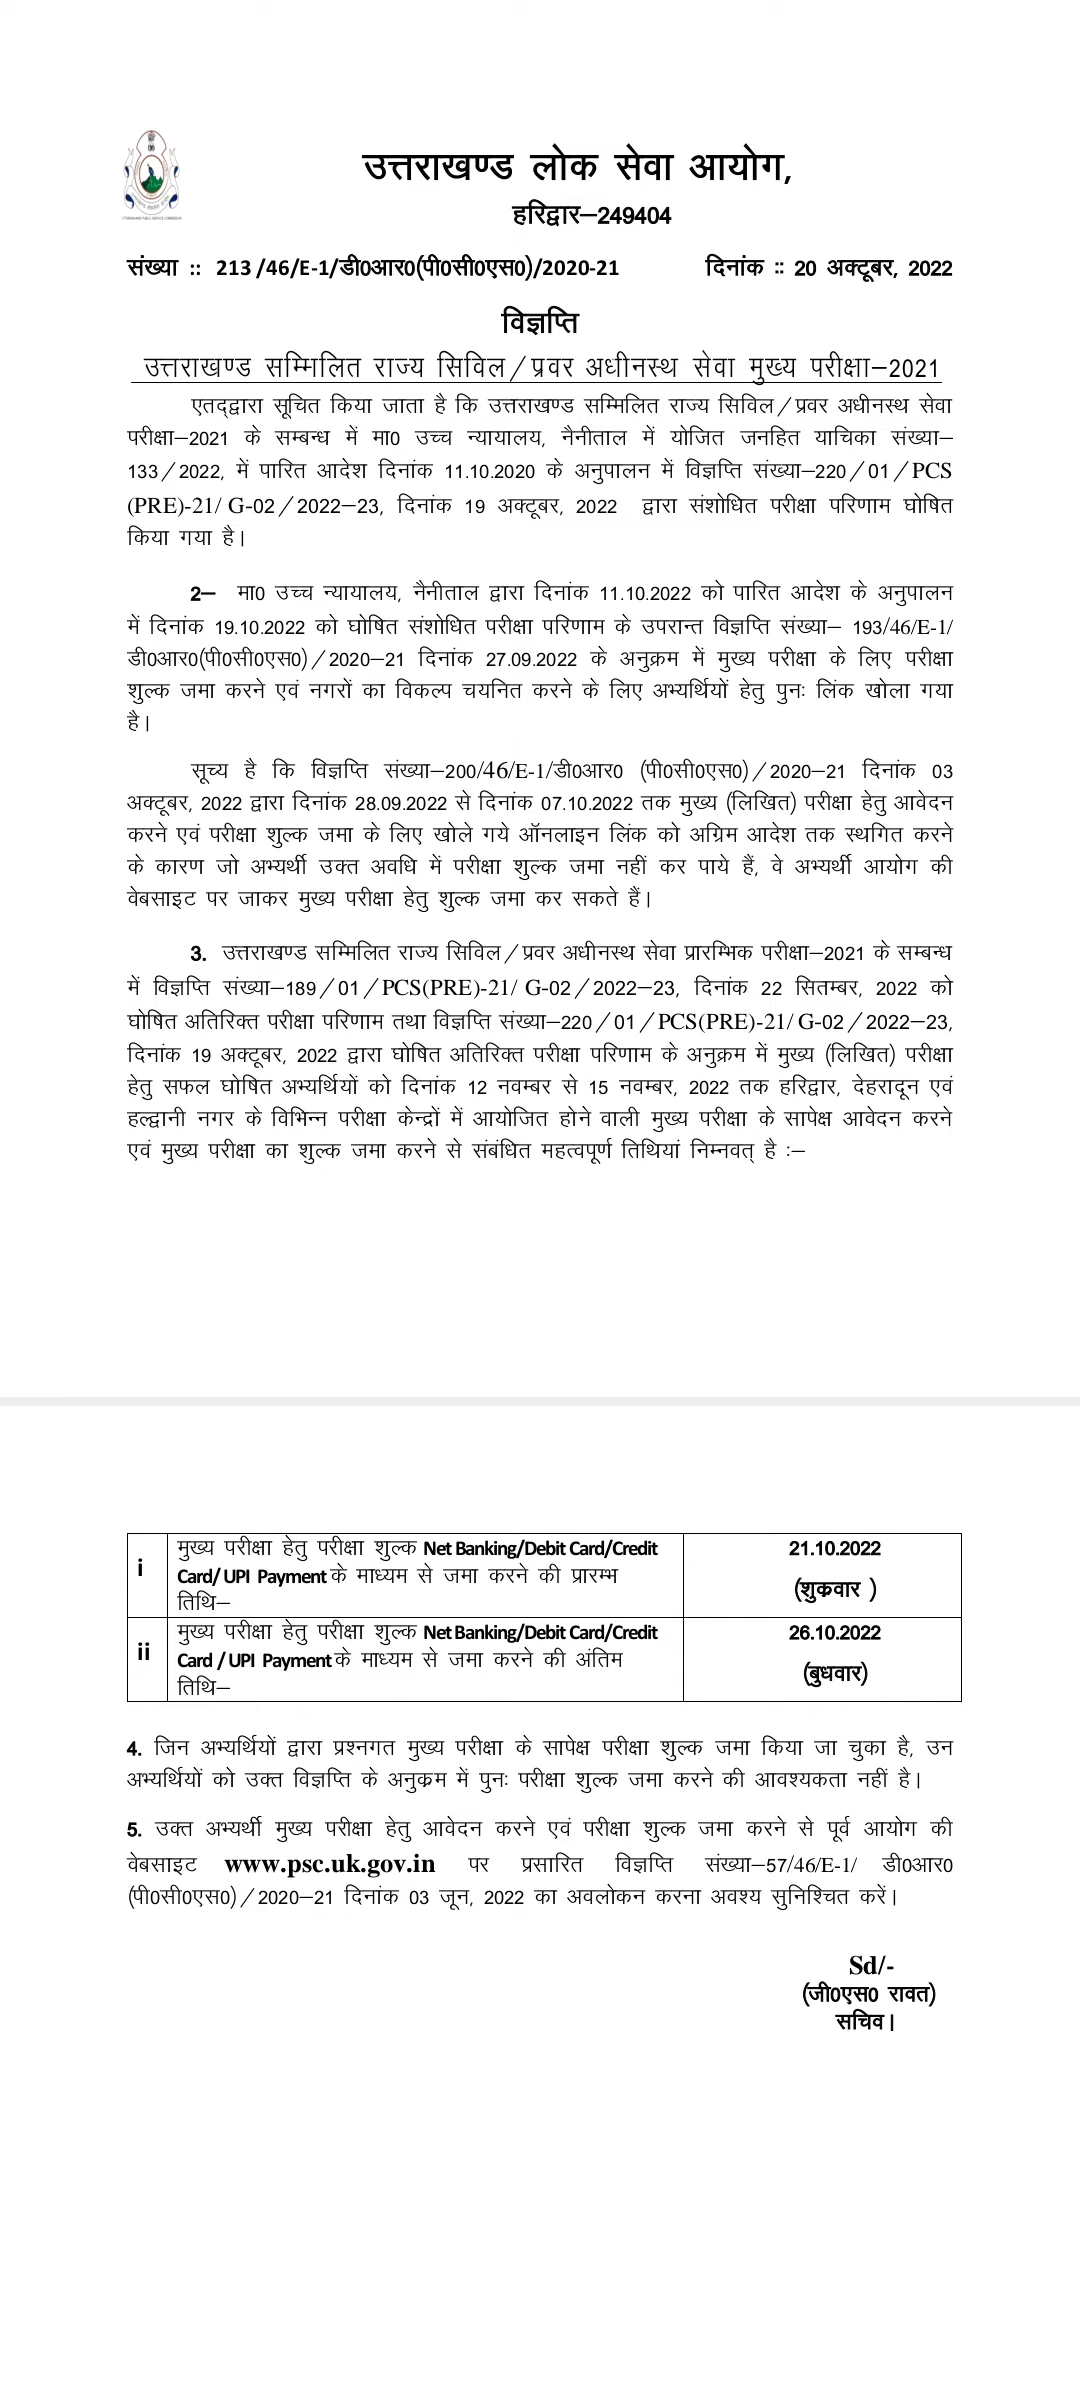 उत्तराखण्ड लोक सेवा आयोग,
हरिद्वार–249404
संख्या :: 213 /46/E-1/डी0आर0(पी0सी0एस0)/2020-21 दिनांक :: 20 अक्टूबर, 2022
विज्ञप्ति
उत्तराखण्ड सम्मिलित राज्य सिविल/प्रवर अधीनस्थ सेवा मुख्य परीक्षा–2021
एतद्द्वारा सूचित किया जाता है कि उत्तराखण्ड सम्मिलित राज्य सिविल/प्रवर अधीनस्थ सेवा
परीक्षा–2021 के सम्बन्ध में मा0 उच्च न्यायालय, नैनीताल में योजित जनहित याचिका संख्या–
133/2022, में पारित आदेश दिनांक 11.10.2020 के अनुपालन में विज्ञप्ति संख्या–220/01/PCS
(PRE)-21/ G-02/2022–23, दिनांक 19 अक्टूबर, 2022 द्वारा संशोधित परीक्षा परिणाम घोषित
किया गया है।
2– मा0 उच्च न्यायालय, नैनीताल द्वारा दिनांक 11.10.2022 को पारित आदेश के अनुपालन
में दिनांक 19.10.2022 को घोषित संशोधित परीक्षा परिणाम के उपरान्त विज्ञप्ति संख्या– 193/46/E-1/
डी0आर0(पी0सी0एस0)/2020–21 दिनांक 27.09.2022 के अनुक्रम में मुख्य परीक्षा के लिए परीक्षा
शुल्क जमा करने एवं नगरों का विकल्प चयनित करने के लिए अभ्यर्थियों हेतु पुनः लिंक खोला गया
है।
सूच्य है कि विज्ञप्ति संख्या–200/46/E-1/डी0आर0 (पी0सी0एस0)/2020–21 दिनांक 03
अक्टूबर, 2022 द्वारा दिनांक 28.09.2022 से दिनांक 07.10.2022 तक मुख्य (लिखित) परीक्षा हेतु आवेदन
करने एवं परीक्षा शुल्क जमा के लिए खोले गये ऑनलाइन लिंक को अग्रिम आदेश तक स्थगित करने
के कारण जो अभ्यर्थी उक्त अवधि में परीक्षा शुल्क जमा नहीं कर पाये हैं, वे अभ्यर्थी आयोग की
वेबसाइट पर जाकर मुख्य परीक्षा हेतु शुल्क जमा कर सकते हैं।
3. उत्तराखण्ड सम्मिलित राज्य सिविल/प्रवर अधीनस्थ सेवा प्रारम्भिक परीक्षा–2021 के सम्बन्ध
में विज्ञप्ति संख्या–189/01/PCS(PRE)-21/ G-02/2022–23, दिनांक 22 सितम्बर, 2022 को
घोषित अतिरिक्त परीक्षा परिणाम तथा विज्ञप्ति संख्या–220/01/PCS(PRE)-21/ G-02/2022–23,
दिनांक 19 अक्टूबर, 2022 द्वारा घोषित अतिरिक्त परीक्षा परिणाम के अनुक्रम में मुख्य (लिखित) परीक्षा
हेतु सफल घोषित अभ्यर्थियों को दिनांक 12 नवम्बर से 15 नवम्बर, 2022 तक हरिद्वार, देहरादून एवं
हल्द्वानी नगर के विभिन्न परीक्षा केन्द्रों में आयोजित होने वाली मुख्य परीक्षा के सापेक्ष आवेदन करने
एवं मुख्य परीक्षा का शुल्क जमा करने से संबंधित महत्वपूर्ण तिथियां निम्नवत् है :–
i मुख्य परीक्षा हेतु परीक्षा शुल्क Net Banking/Debit Card/Credit 21.10.2022
Card/ UPI Payment के माध्यम से जमा करने की प्रारम्भ (शुक्रवार )
तिथि–
ii मुख्य परीक्षा हेतु परीक्षा शुल्क Net Banking/Debit Card/Credit 26.10.2022
Card / UPI Payment के माध्यम से जमा करने की अंतिम (बुधवार)
तिथि–
4. जिन अभ्यर्थियों द्वारा प्रश्नगत मुख्य परीक्षा के सापेक्ष परीक्षा शुल्क जमा किया जा चुका है, उन
अभ्यर्थियों को उक्त विज्ञप्ति के अनुक्रम में पुनः परीक्षा शुल्क जमा करने की आवश्यकता नहीं है।
5. उक्त अभ्यर्थी मुख्य परीक्षा हेतु आवेदन करने एवं परीक्षा शुल्क जमा करने से पूर्व आयोग की
वेबसाइट www.psc.uk.gov.in पर प्रसारित विज्ञप्ति संख्या–57/46/E-1/ डी0आर0
(पी0सी0एस0)/2020–21 दिनांक 03 जून, 2022 का अवलोकन करना अवश्य सुनिश्चित करें।
Sd/-
(जी0एस0 रावत)
सचिव।